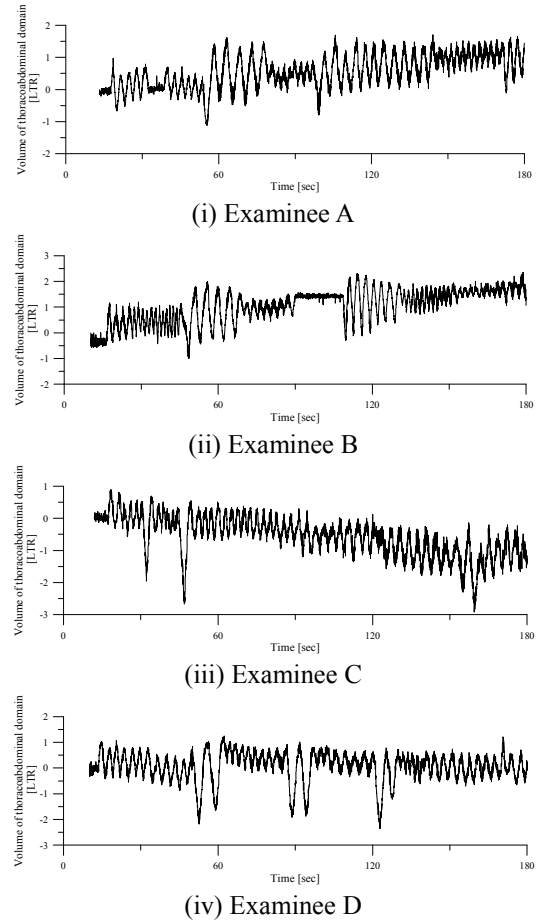 Volume of thoracoabdominal domain
[LTR]
2
1
0
-1
-2
0
60
120
180
Time [sec]
(i) Examinee A
Volume of thoracoabdominal domain
[LTR]
3
2
1
0
-1
-2
0
60
120
180
Time [sec]
(ii) Examinee B
Volume of thoracoabdominal domain
[LTR]
1
0
-1
-2
-3
0
60
120
180
Time [sec]
(iii) Examinee C
Volume of thoracoabdominal domain
[LTR]
2
1
0
-1
-2
-3
0
60
120
180
Time [sec]
(iv) Examinee D